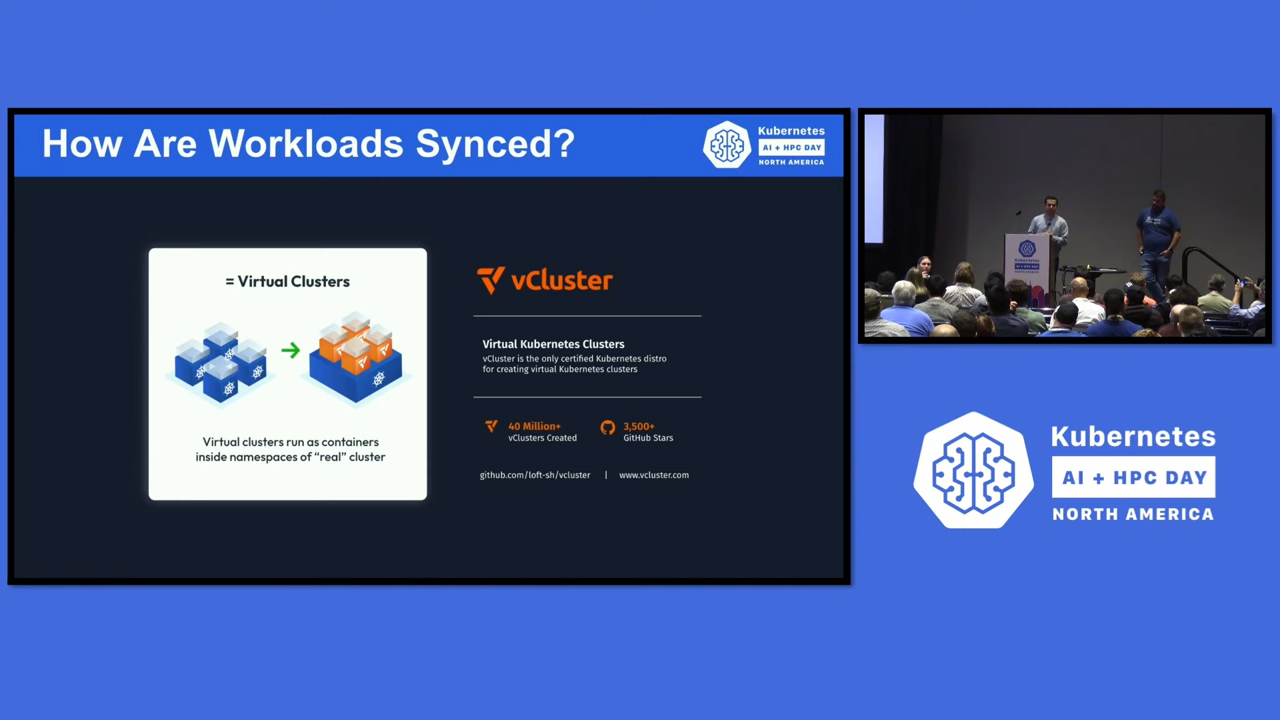 How Are Workloads Synced?
Kubernetes
AI + HPC DAY
NORTH AMERICA
= Virtual Clusters
Virtual clusters run as containers
inside namespaces of “real” cluster
vCluster
Virtual Kubernetes Clusters
vCluster is the only certified Kubernetes distro
for creating virtual Kubernetes clusters
40 Million+
vClusters Created
3,500+
GitHub Stars
github.com/loft-sh/vcluster | www.vcluster.com
Kubernetes
AI + HPC DAY
NORTH AMERICA